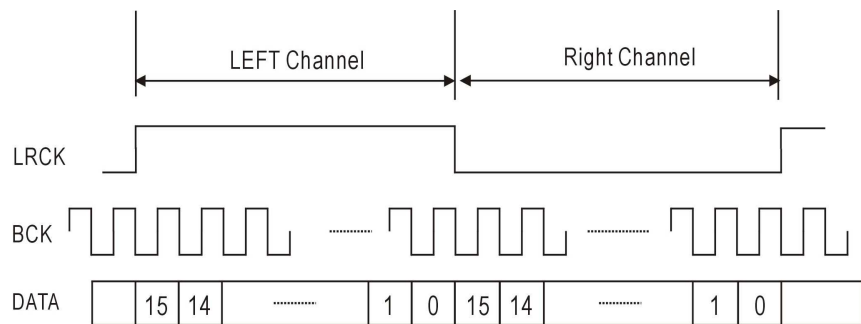 LEFT Channel
Right Channel
LRCK
BCK
DATA
15 14 1 0 15 14 1 0